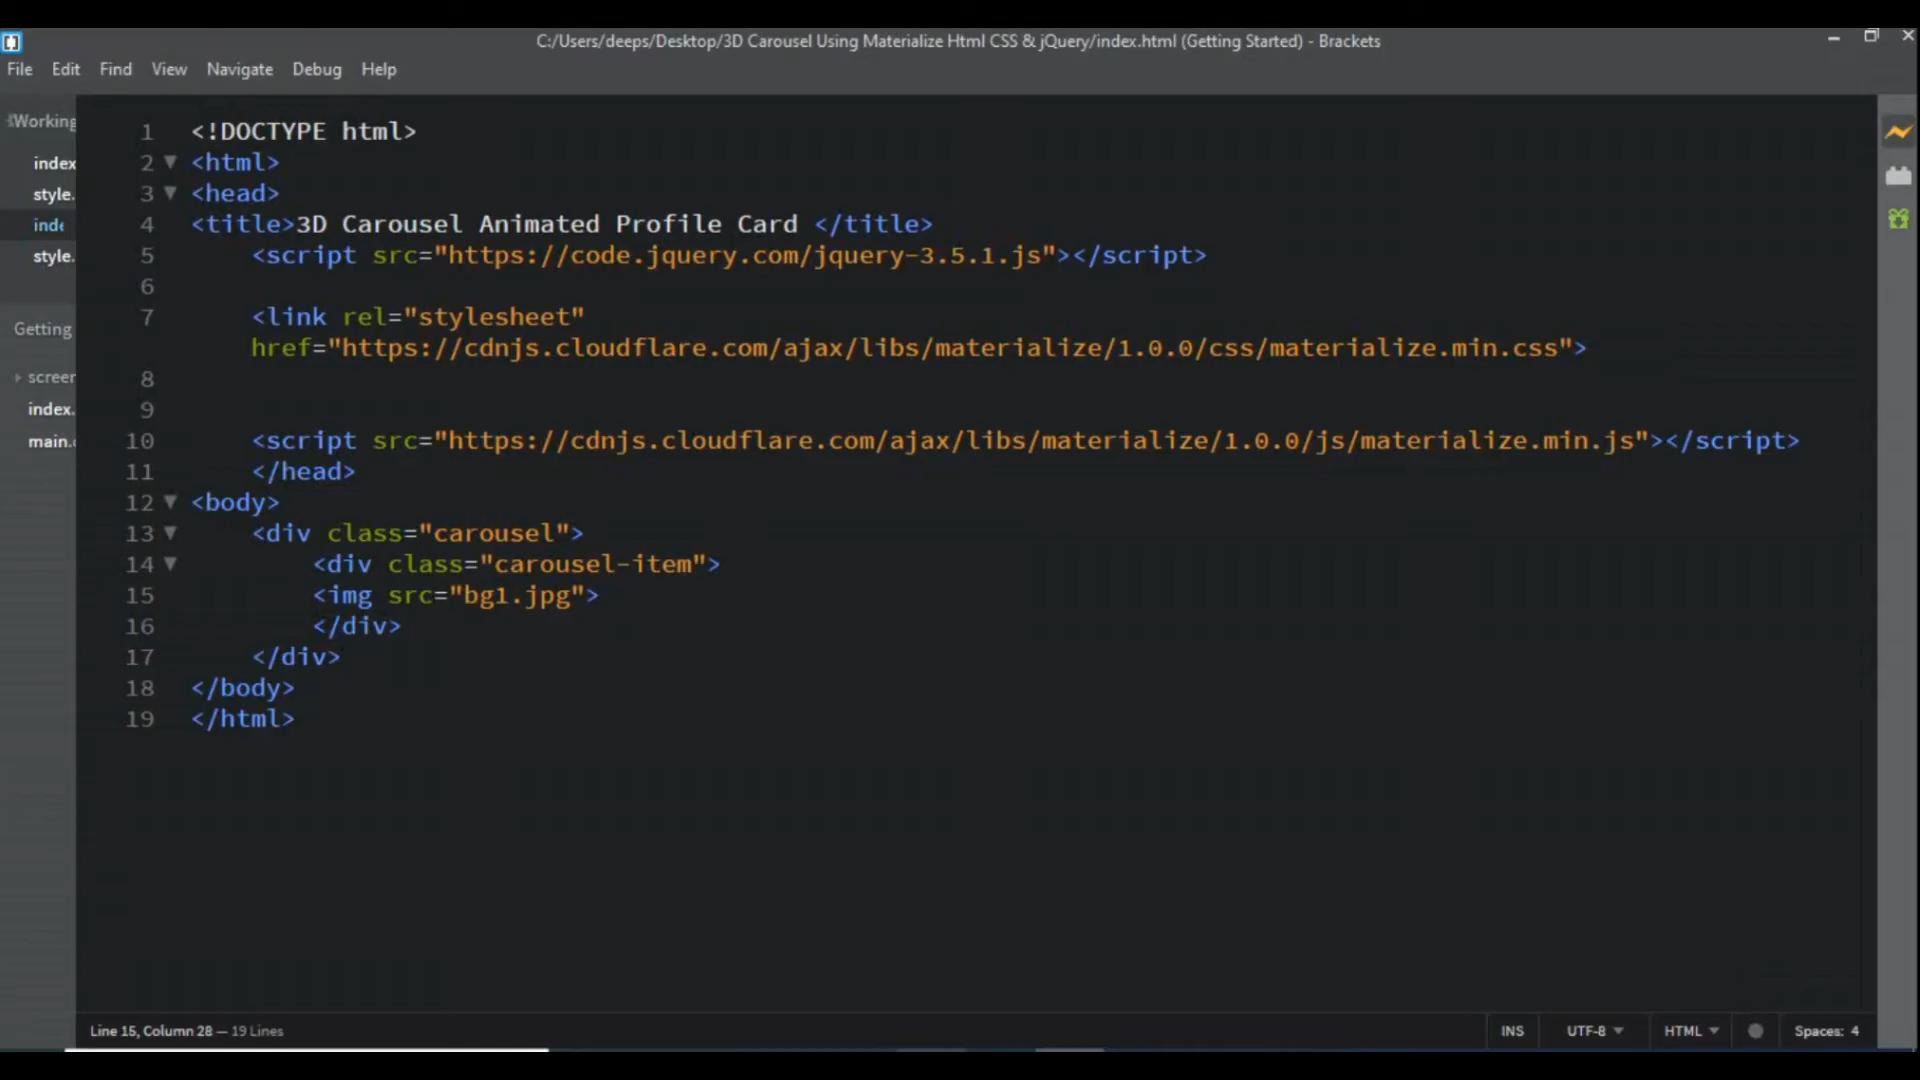 C:/Users/deeps/Desktop/3D Carousel Using Materialize Html CSS & jQuery/index.html (Getting Started) - Brackets
File Edit Find View Navigate Debug Help
Working
index
style.
inde
style.
Getting
screen
index.
main.c
1 <!DOCTYPE html>
2 <html>
3 <head>
4 <title>3D Carousel Animated Profile Card </title>
5 <script src="https://code.jquery.com/jquery-3.5.1.js"></script>
6
7 <link rel="stylesheet"
href="https://cdnjs.cloudflare.com/ajax/libs/materialize/1.0.0/css/materialize.min.css">
8
9
10 <script src="https://cdnjs.cloudflare.com/ajax/libs/materialize/1.0.0/js/materialize.min.js"></script>
11 </head>
12 <body>
13 <div class="carousel">
14 <div class="carousel-item">
15 <img src="bg1.jpg">
16 </div>
17 </div>
18 </body>
19 </html>
Line 15, Column 28 — 19 Lines
INS UTF-8 HTML Spaces: 4